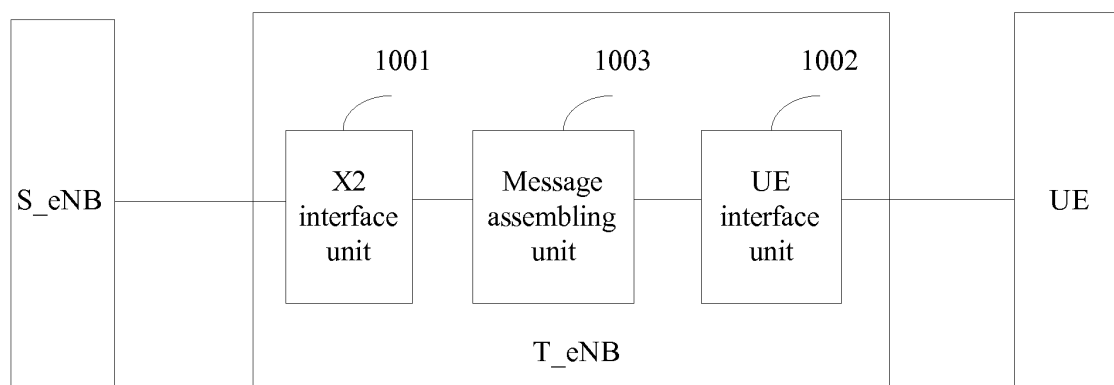 1001
1003
1002
S_eNB
X2
interface
unit
Message
assembling
unit
UE
interface
unit
UE
T_eNB